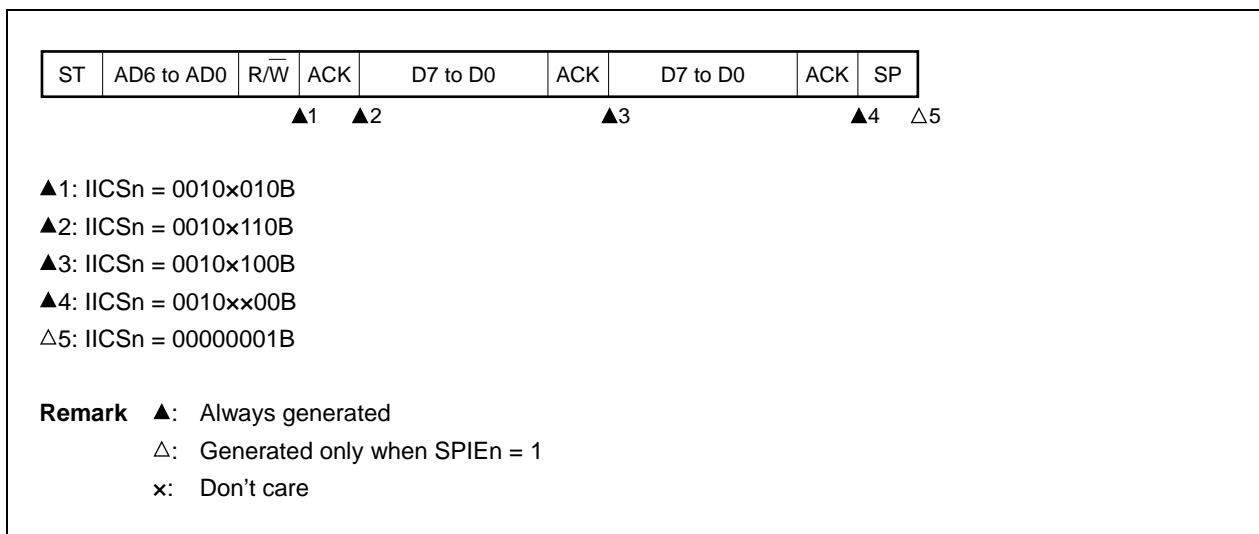 ST AD6 to AD0 R/W̅ ACK D7 to D0 ACK D7 to D0 ACK SP
▲1 ▲2 ▲3 ▲4 △5
▲1: IICSn = 0010×010B
▲2: IICSn = 0010×110B
▲3: IICSn = 0010×100B
▲4: IICSn = 0010××00B
△5: IICSn = 00000001B
Remark ▲: Always generated
△: Generated only when SPIEn = 1
×: Don't care